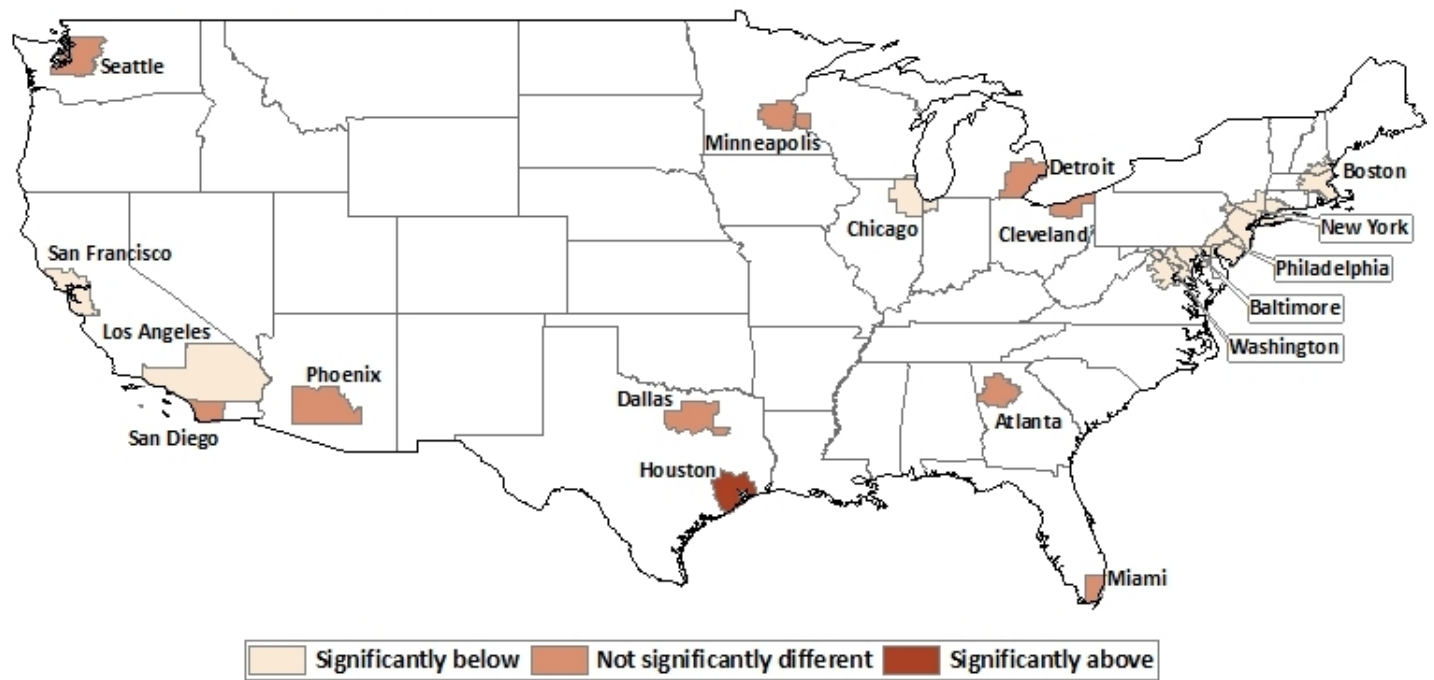 Seattle
Minneapolis
Detroit
Boston
Chicago
Cleveland
New York
San Francisco
Philadelphia
Baltimore
Los Angeles
Washington
Phoenix
Dallas
Atlanta
San Diego
Houston
Miami
Significantly below
Not significantly different
Significantly above